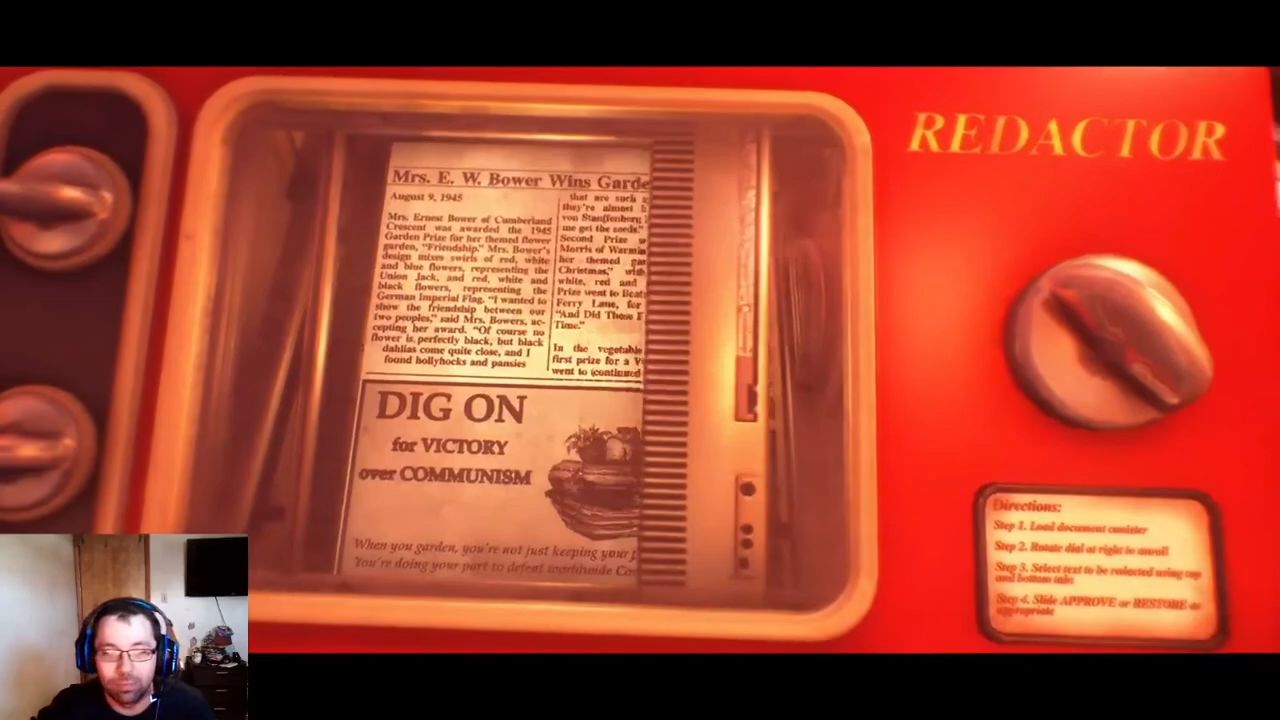 REDACTOR
Mrs. E. W. Bower Wins Garde
August 9, 1945
Mrs. Ernest Bower of Cumberland
Crescent was awarded the 1945
Garden Prize for her themed flower
garden, "Friendship." Mrs. Bower's
design mixes swirls of red, white
and blue flowers, representing the
Union Jack, and red, white and
black flowers, representing the
German Imperial Flag. "I wanted to
show the friendship between our
two peoples," said Mrs. Bowers, ac-
cepting her award. "Of course no
flower is perfectly black, but black
dahlias come quite close, and I
found hollyhocks and pansies
that are such
they're almost
von Stauffenberg
me get the seeds."
Second Prize
Morris of
her themed
Christmas,"
white, red and
Prize went to
Ferry Lane, for
"And Did Those F
Time."
In the vegetable
first prize for a V
went to (continued
DIG ON
for VICTORY
over COMMUNISM
When you garden, you're not just keeping your
You're doing your part to defeat worldwide Co
Directions:
Step 1. Load document canister
Step 2. Rotate dial at right to unroll
Step 3. Select text to be redacted using top
and bottom tabs
Step 4. Slide APPROVE or RESTORE as
appropriate